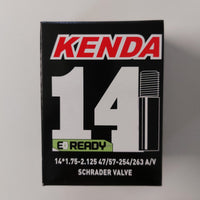 KENDA
14
E READY
14*1.75-2.125 47/57-254/263 A/V
SCHRADER VALVE